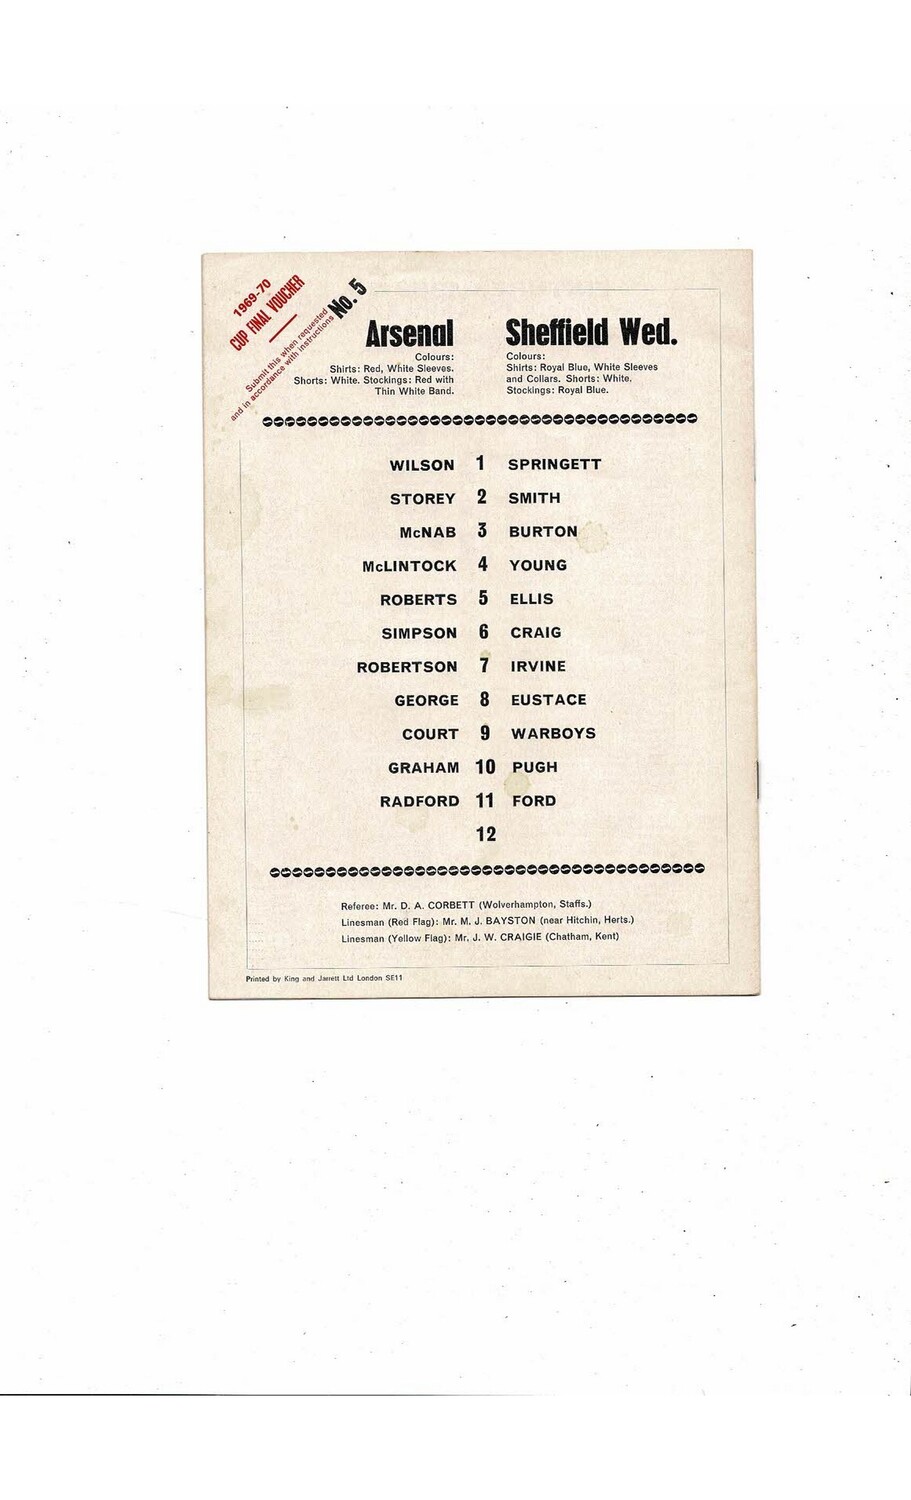 1969-70
CUP FINAL VOUCHER
Submit this when requested
and in accordance with instructions
No. 5
Arsenal
Colours:
Shirts: Red, White Sleeves.
Shorts: White. Stockings: Red with
Thin White Band.
Sheffield Wed.
Colours:
Shirts: Royal Blue, White Sleeves
and Collars. Shorts: White.
Stockings: Royal Blue.
WILSON 1 SPRINGETT
STOREY 2 SMITH
McNAB 3 BURTON
McLINTOCK 4 YOUNG
ROBERTS 5 ELLIS
SIMPSON 6 CRAIG
ROBERTSON 7 IRVINE
GEORGE 8 EUSTACE
COURT 9 WARBOYS
GRAHAM 10 PUGH
RADFORD 11 FORD
12
Referee: Mr. D. A. CORBETT (Wolverhampton, Staffs.)
Linesman (Red Flag): Mr. M. J. BAYSTON (near Hitchin, Herts.)
Linesman (Yellow Flag): Mr. J. W. CRAIGIE (Chatham, Kent)
Printed by King and Jarrett Ltd London SE11